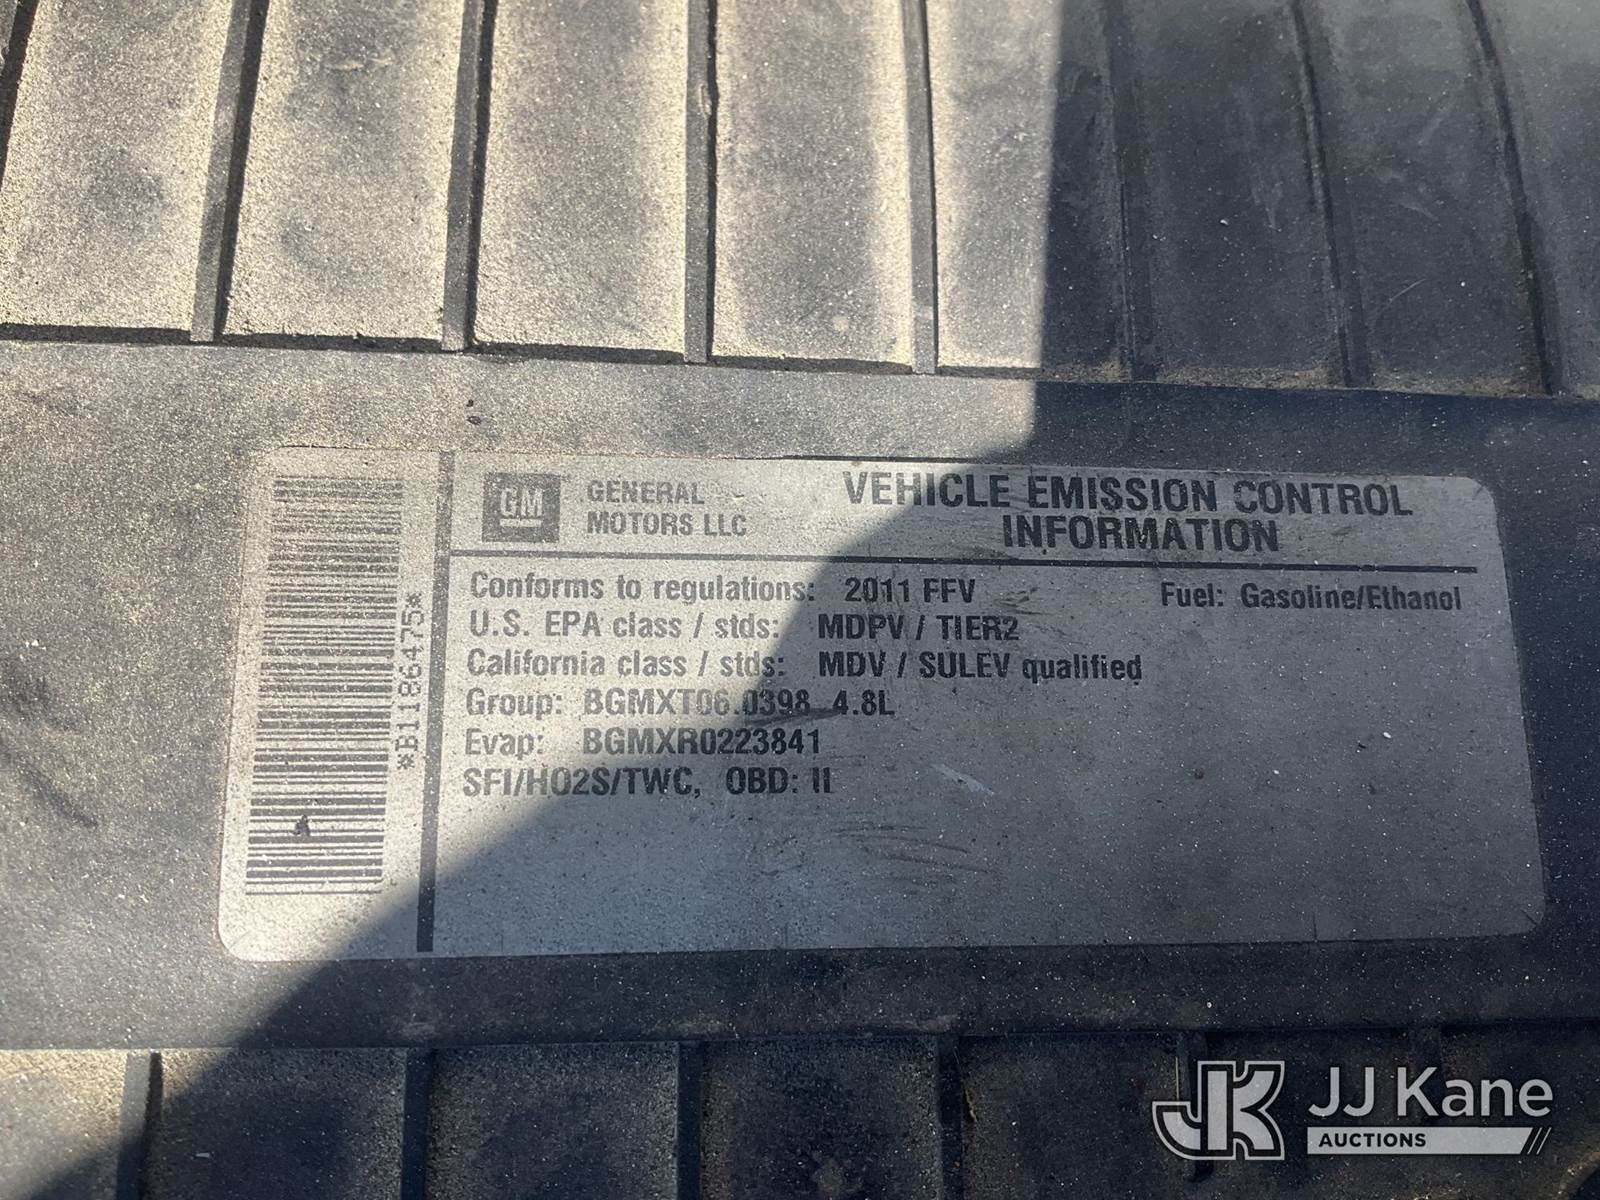 GM
GENERAL
MOTORS LLC
VEHICLE EMISSION CONTROL
INFORMATION
Conforms to regulations: 2011 FFV Fuel: Gasoline/Ethanol
U.S. EPA class / stds: MDPV / TIER2
California class / stds: MDV / SULEV qualified
Group: BGMXT06.0398 4.8L
Evap: BGMXR0223841
SFI/HO2S/TWC, OBD: II
*B1186475*
JK
JJ Kane
AUCTIONS